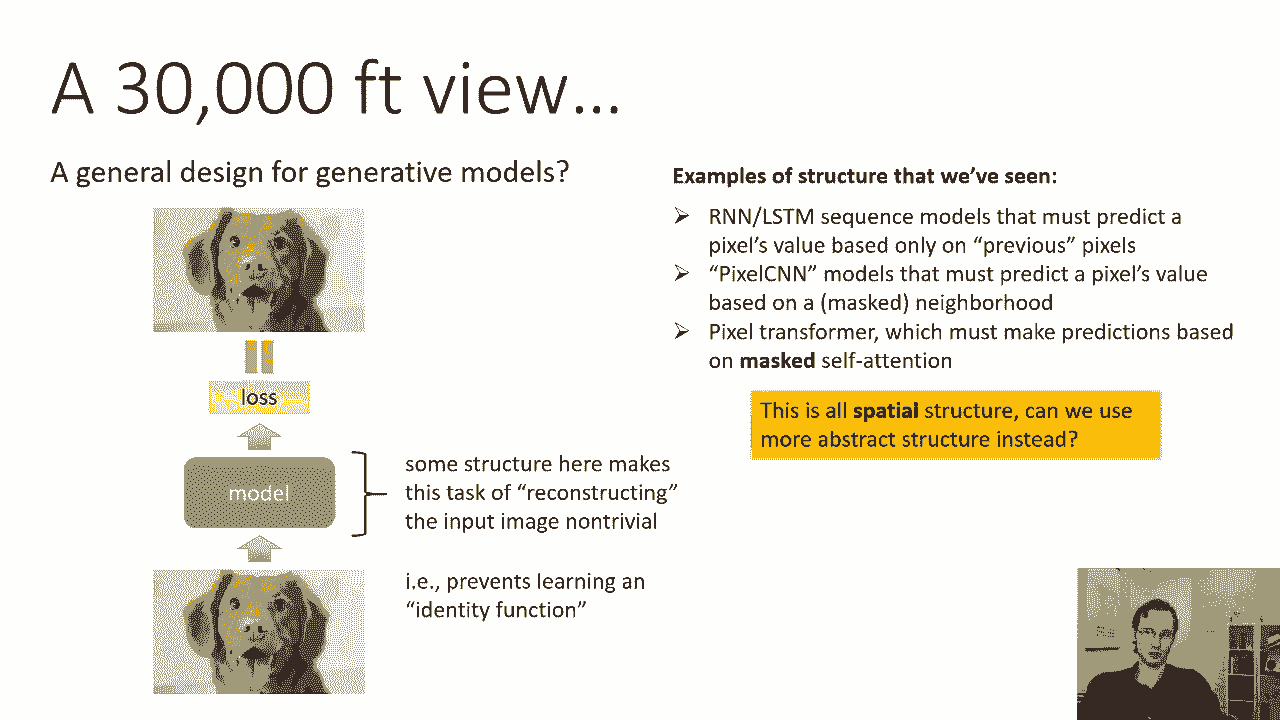 A 30,000 ft view...
A general design for generative models?
loss
model
some structure here makes
this task of “reconstructing”
the input image nontrivial
i.e., prevents learning an
“identity function”
Examples of structure that we’ve seen:
➢ RNN/LSTM sequence models that must predict a
pixel’s value based only on “previous” pixels
➢ “PixelCNN” models that must predict a pixel’s value
based on a (masked) neighborhood
➢ Pixel transformer, which must make predictions based
on masked self-attention
This is all spatial structure, can we use
more abstract structure instead?